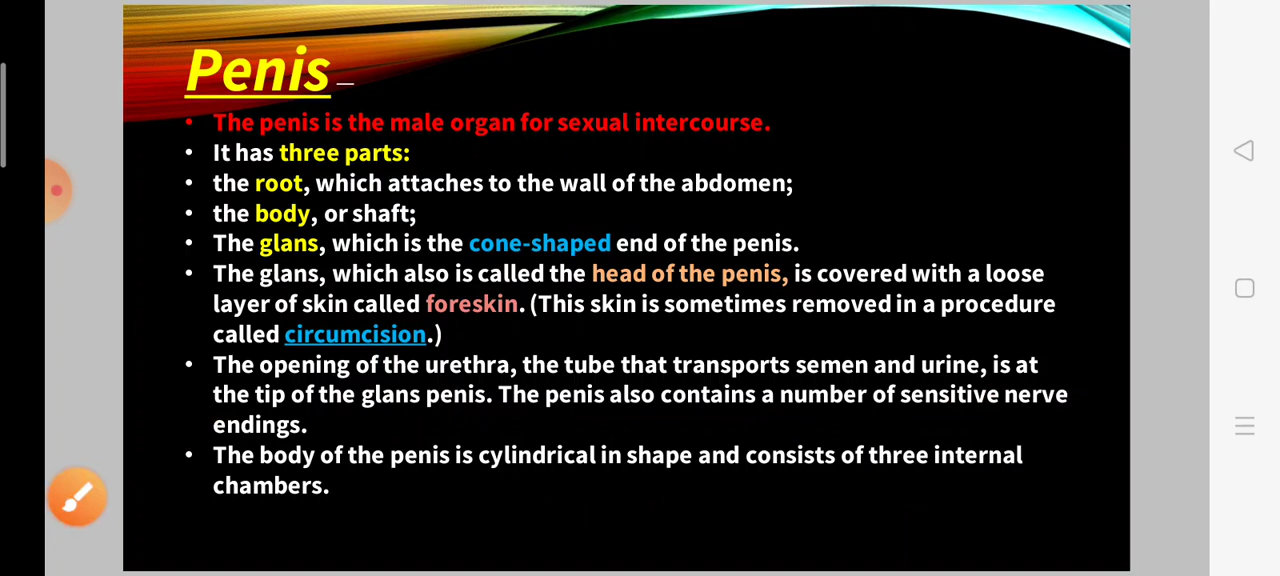 Penis –
• The penis is the male organ for sexual intercourse.
• It has three parts:
• the root, which attaches to the wall of the abdomen;
• the body, or shaft;
• The glans, which is the cone-shaped end of the penis.
• The glans, which also is called the head of the penis, is covered with a loose
layer of skin called foreskin. (This skin is sometimes removed in a procedure
called circumcision.)
• The opening of the urethra, the tube that transports semen and urine, is at
the tip of the glans penis. The penis also contains a number of sensitive nerve
endings.
• The body of the penis is cylindrical in shape and consists of three internal
chambers.